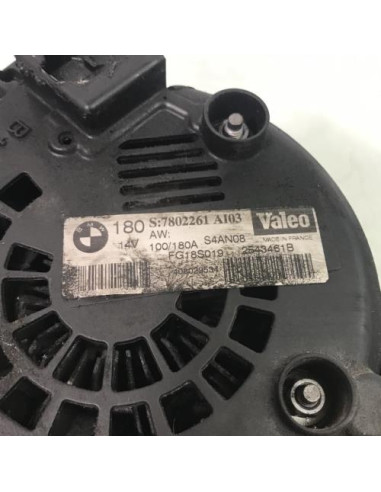 180 S:7802261 AI03 Valeo
AW: MADE IN FRANCE
14V 100/180A S4AN08
FG18S019 2543461B
B+